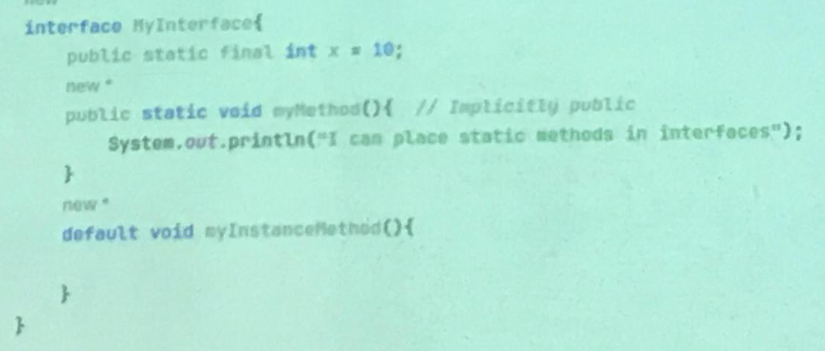 new *
interface MyInterface{
public static final int x = 10;
new *
public static void myMethod(){ // Implicitly public
System.out.println("I can place static methods in interfaces");
}
new *
default void myInstanceMethod(){
}
}